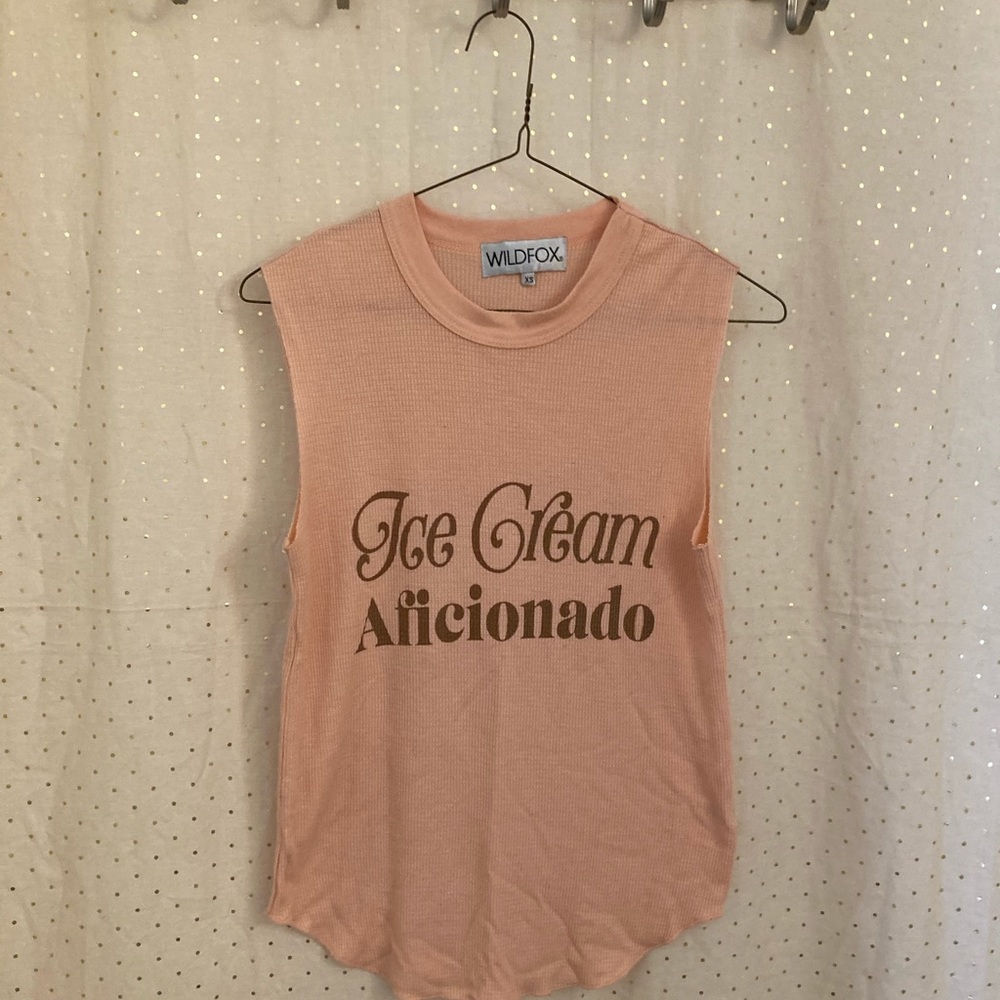 WILDFOX
XS
Ice Cream
Aficionado